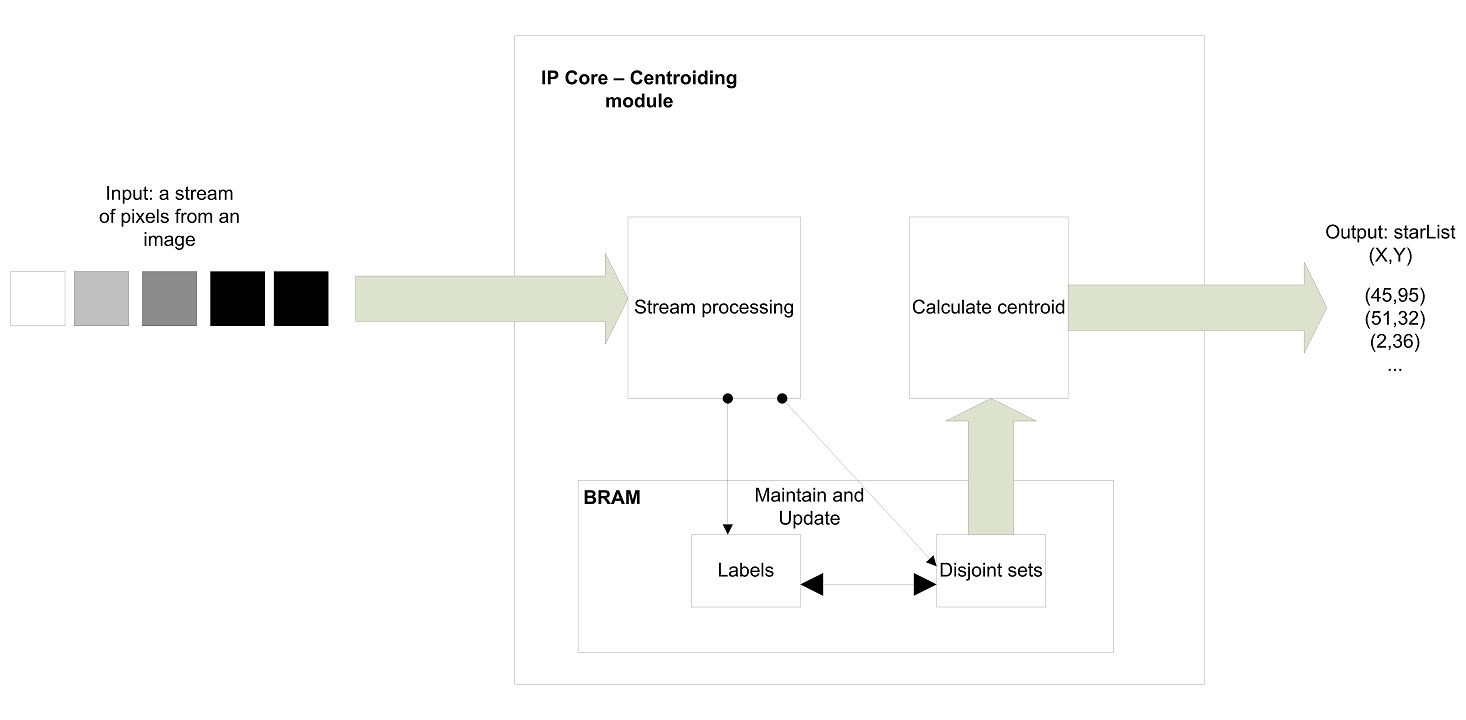 IP Core – Centroiding
module
Input: a stream
of pixels from an
image
Stream processing
Calculate centroid
Output: starList
(X,Y)
(45,95)
(51,32)
(2,36)
...
BRAM
Maintain and
Update
Labels
Disjoint sets